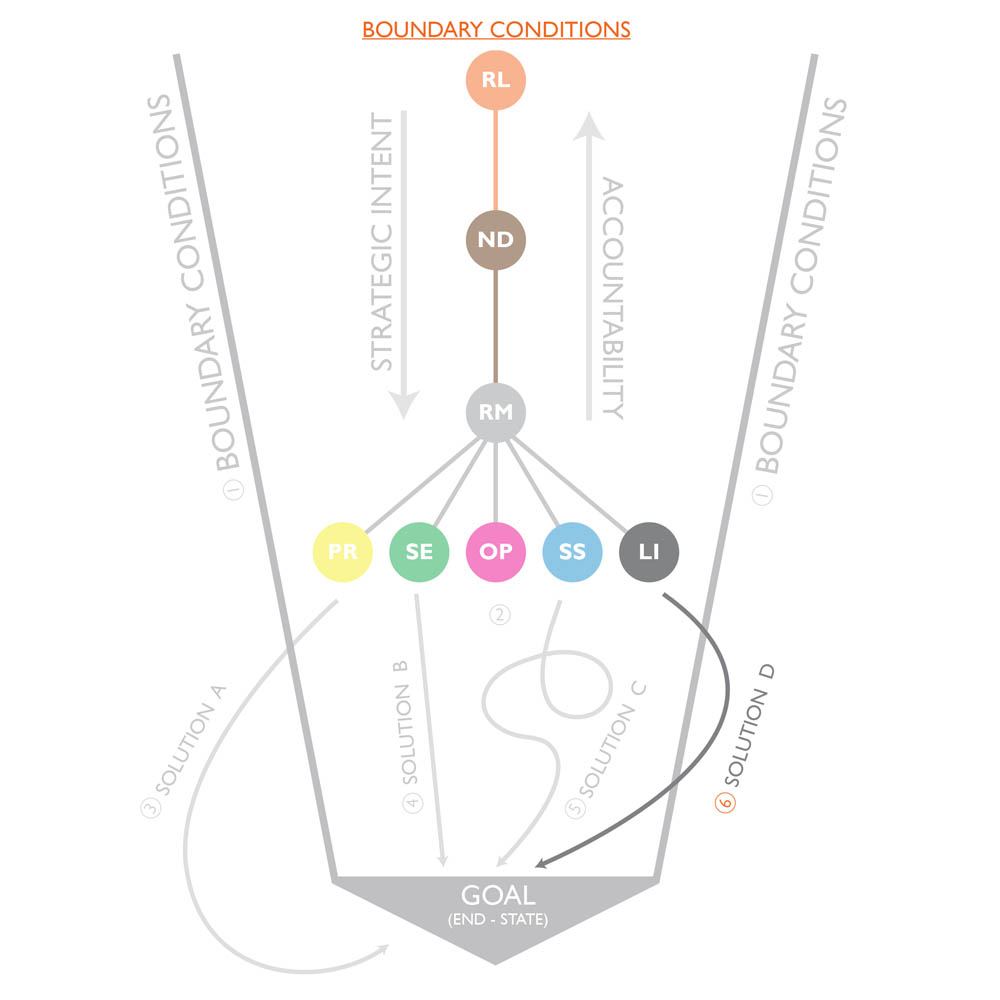 BOUNDARY CONDITIONS
RL
STRATEGIC INTENT
ACCOUNTABILITY
① BOUNDARY CONDITIONS
① BOUNDARY CONDITIONS
ND
RM
PR
SE
OP
SS
LI
②
③ SOLUTION A
④ SOLUTION B
⑤ SOLUTION C
⑥ SOLUTION D
GOAL
(END - STATE)